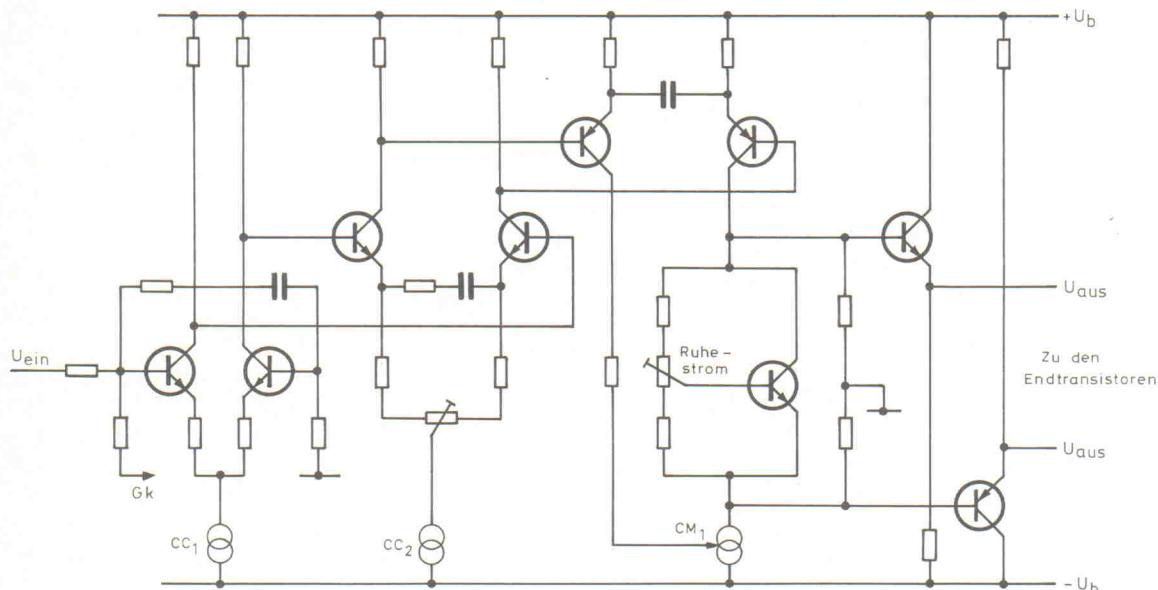 +Ub
Uein
Ruhe-
strom
Uaus
Zu den
Endtransistoren
Uaus
Gk
CC1
CC2
CM1
-Ub